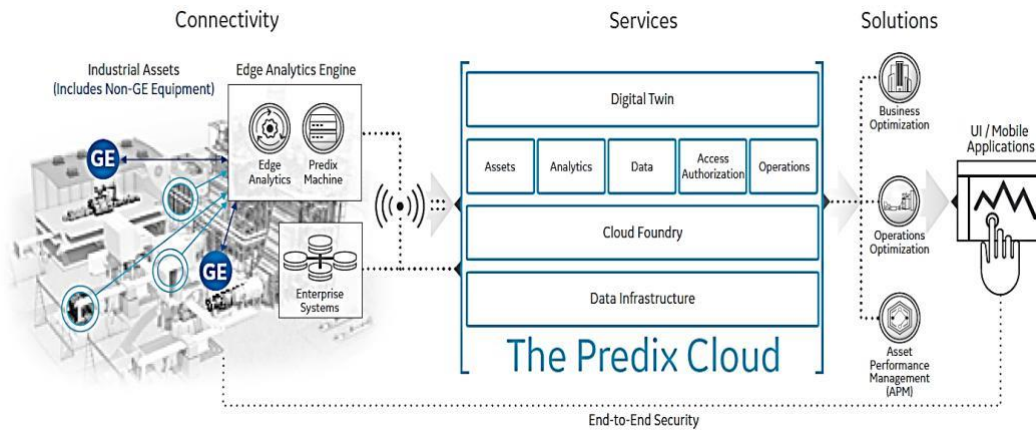 Connectivity
Services
Solutions
Industrial Assets
(Includes Non-GE Equipment)
Edge Analytics Engine
GE
Edge
Analytics
Predix
Machine
GE
Enterprise
Systems
Digital Twin
Assets
Analytics
Data
Access
Authorization
Operations
Cloud Foundry
Data Infrastructure
The Predix Cloud
Business
Optimization
Operations
Optimization
Asset
Performance
Management
(APM)
UI / Mobile
Applications
End-to-End Security